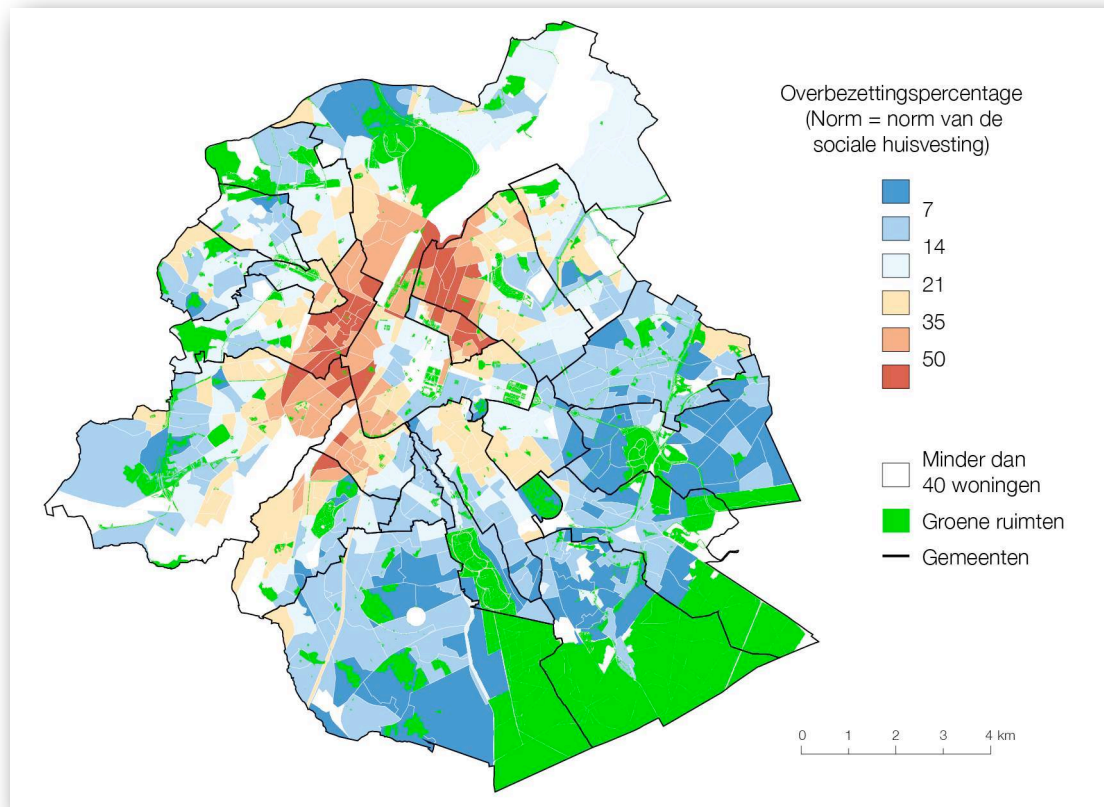 Overbezettingspercentage
(Norm = norm van de
sociale huisvesting)
7
14
21
35
50
Minder dan
40 woningen
Groene ruimten
Gemeenten
0 1 2 3 4 km